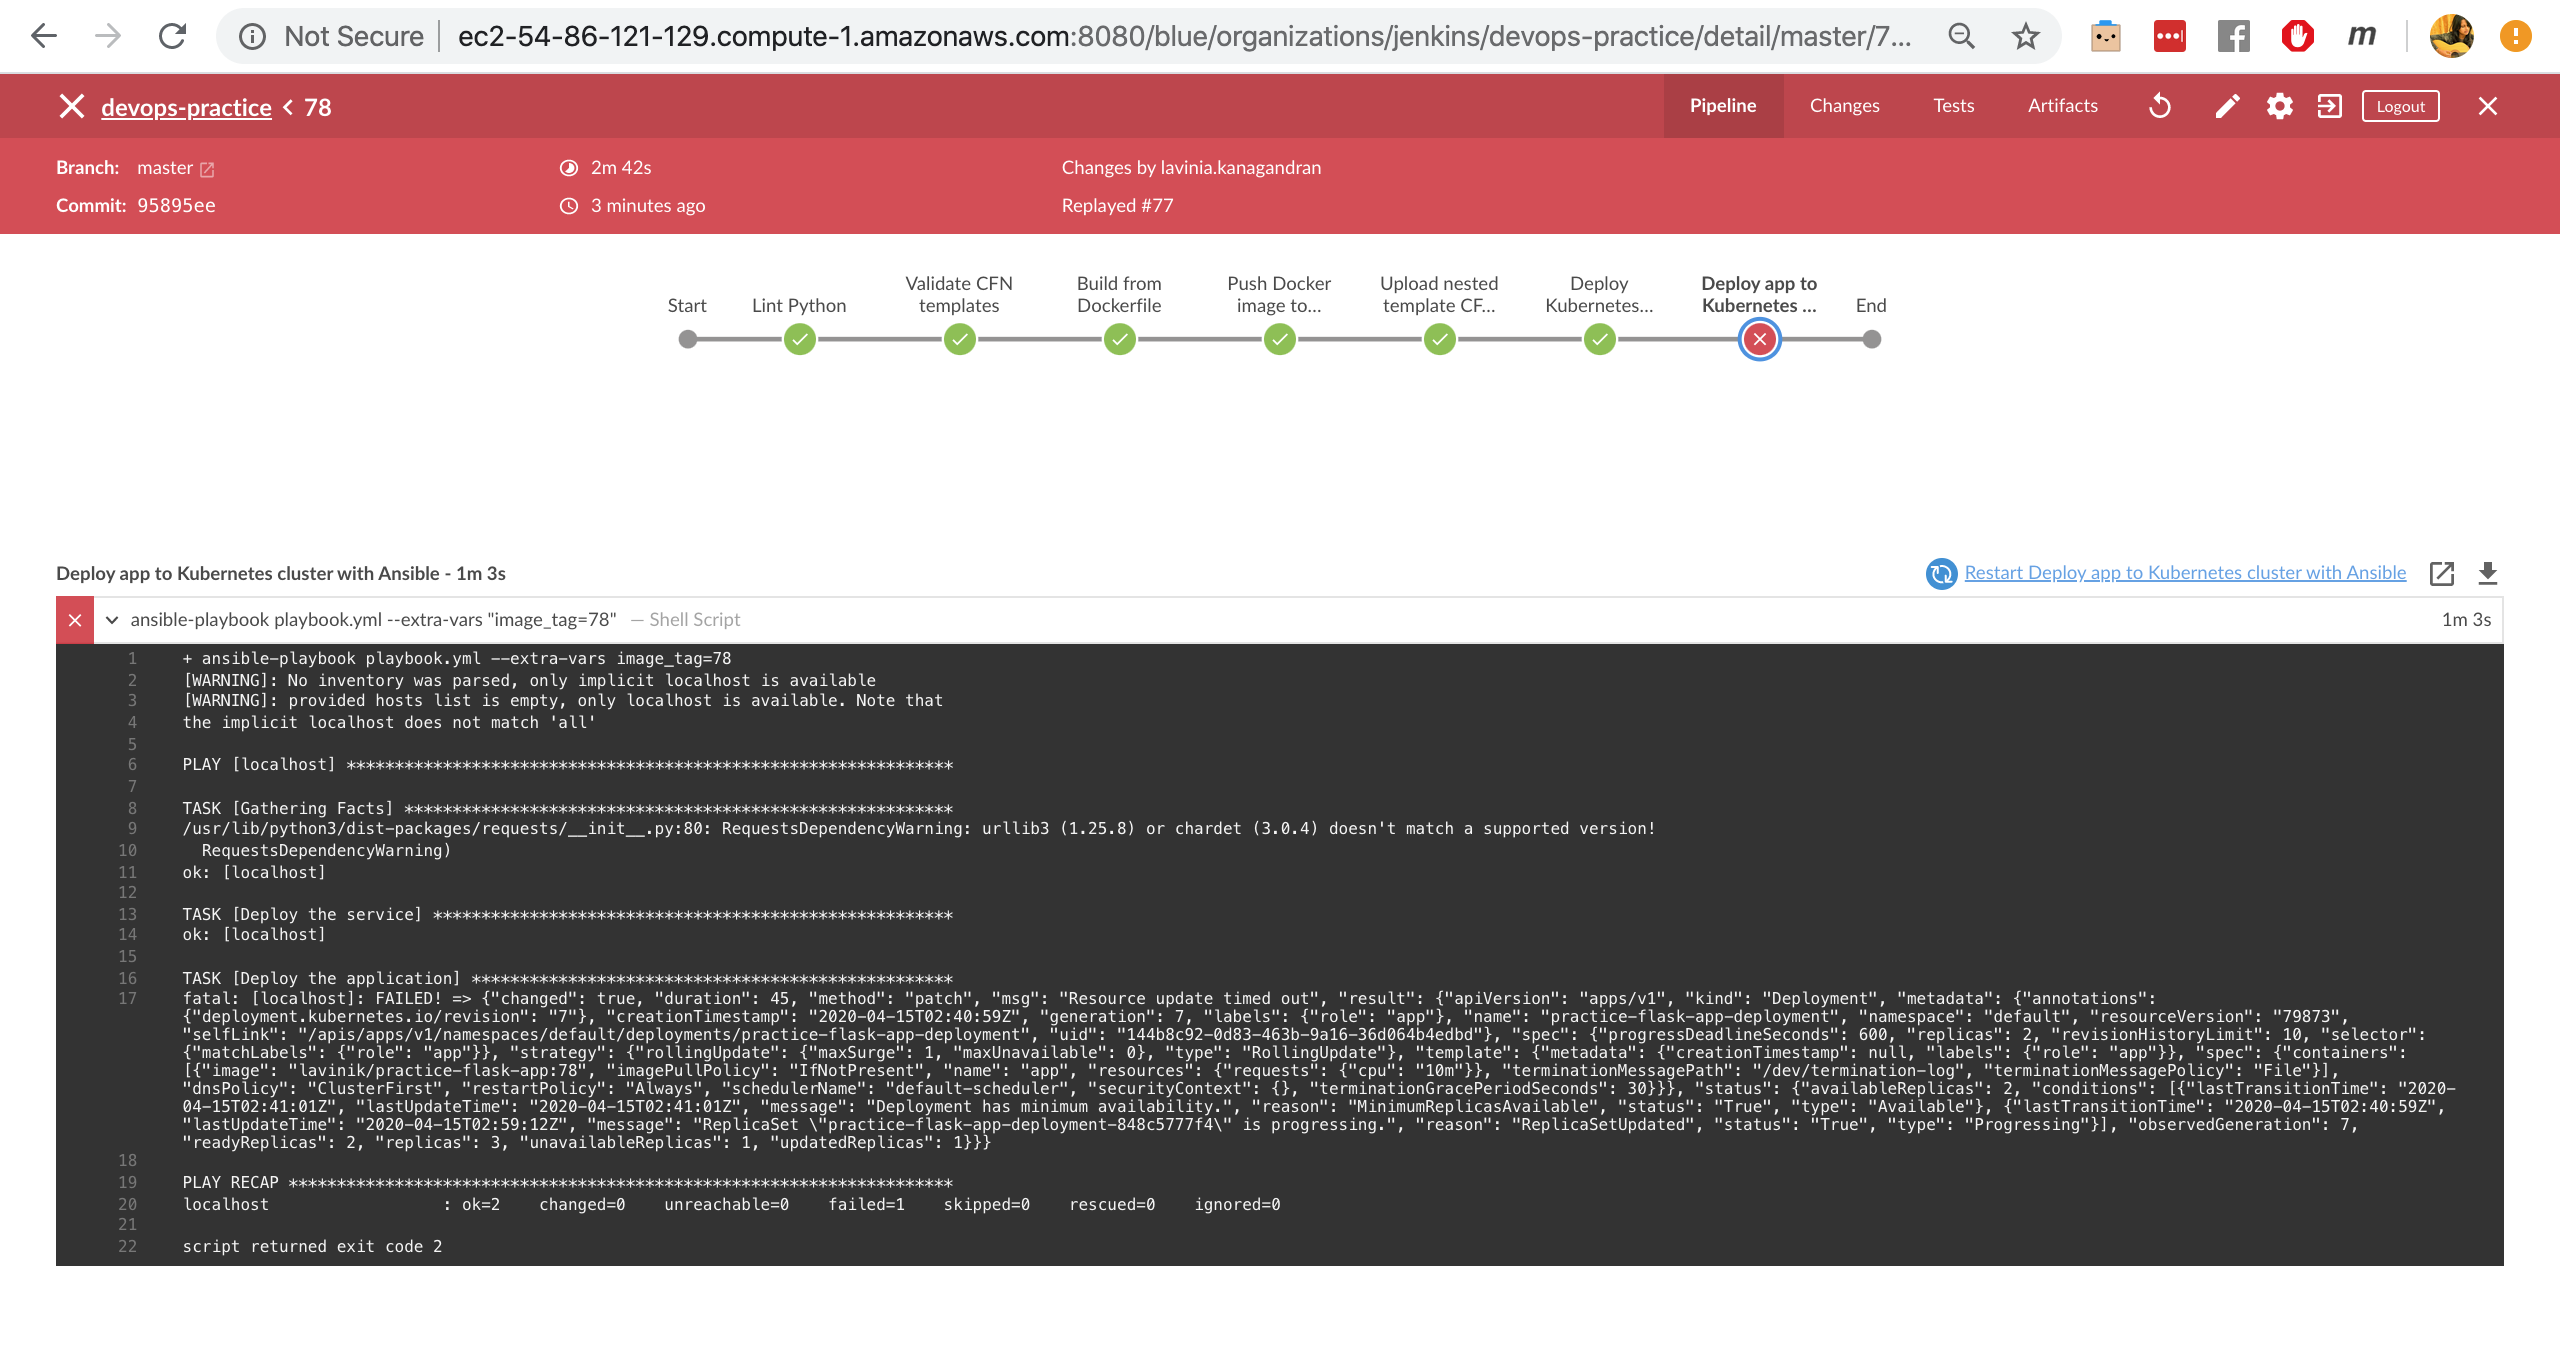 Not Secure
ec2-54-86-121-129.compute-1.amazonaws.com:8080/blue/organizations/jenkins/devops-practice/detail/master/7...
m
devops-practice < 78
Pipeline
Changes
Tests
Artifacts
Logout
Branch: master
2m 42s
Changes by lavinia.kanagandran
Commit: 95895ee
3 minutes ago
Replayed #77
Start
Lint Python
Validate CFN
templates
Build from
Dockerfile
Push Docker
image to...
Upload nested
template CF...
Deploy
Kubernetes...
Deploy app to
Kubernetes ...
End
Deploy app to Kubernetes cluster with Ansible - 1m 3s
Restart Deploy app to Kubernetes cluster with Ansible
ansible-playbook playbook.yml --extra-vars "image_tag=78" — Shell Script
1m 3s
1 + ansible-playbook playbook.yml --extra-vars image_tag=78
2 [WARNING]: No inventory was parsed, only implicit localhost is available
3 [WARNING]: provided hosts list is empty, only localhost is available. Note that
4 the implicit localhost does not match 'all'
5
6 PLAY [localhost] ***************************************************************
7
8 TASK [Gathering Facts] *********************************************************
9 /usr/lib/python3/dist-packages/requests/__init__.py:80: RequestsDependencyWarning: urllib3 (1.25.8) or chardet (3.0.4) doesn't match a supported version!
10 RequestsDependencyWarning)
11 ok: [localhost]
12
13 TASK [Deploy the service] ******************************************************
14 ok: [localhost]
15
16 TASK [Deploy the application] **************************************************
17 fatal: [localhost]: FAILED! => {"changed": true, "duration": 45, "method": "patch", "msg": "Resource update timed out", "result": {"apiVersion": "apps/v1", "kind": "Deployment", "metadata": {"annotations":
{"deployment.kubernetes.io/revision": "7"}, "creationTimestamp": "2020-04-15T02:40:59Z", "generation": 7, "labels": {"role": "app"}, "name": "practice-flask-app-deployment", "namespace": "default", "resourceVersion": "79873",
"selfLink": "/apis/apps/v1/namespaces/default/deployments/practice-flask-app-deployment", "uid": "144b8c92-0d83-463b-9a16-36d064b4edbd"}, "spec": {"progressDeadlineSeconds": 600, "replicas": 2, "revisionHistoryLimit": 10, "selector":
{"matchLabels": {"role": "app"}}, "strategy": {"rollingUpdate": {"maxSurge": 1, "maxUnavailable": 0}, "type": "RollingUpdate"}, "template": {"metadata": {"creationTimestamp": null, "labels": {"role": "app"}}, "spec": {"containers":
[{"image": "lavinik/practice-flask-app:78", "imagePullPolicy": "IfNotPresent", "name": "app", "resources": {"requests": {"cpu": "10m"}}, "terminationMessagePath": "/dev/termination-log", "terminationMessagePolicy": "File"}],
"dnsPolicy": "ClusterFirst", "restartPolicy": "Always", "schedulerName": "default-scheduler", "securityContext": {}, "terminationGracePeriodSeconds": 30}}}, "status": {"availableReplicas": 2, "conditions": [{"lastTransitionTime": "2020-
04-15T02:41:01Z", "lastUpdateTime": "2020-04-15T02:41:01Z", "message": "Deployment has minimum availability.", "reason": "MinimumReplicasAvailable", "status": "True", "type": "Available"}, {"lastTransitionTime": "2020-04-15T02:40:59Z",
"lastUpdateTime": "2020-04-15T02:59:12Z", "message": "ReplicaSet \"practice-flask-app-deployment-848c5777f4\" is progressing.", "reason": "ReplicaSetUpdated", "status": "True", "type": "Progressing"}], "observedGeneration": 7,
"readyReplicas": 2, "replicas": 3, "unavailableReplicas": 1, "updatedReplicas": 1}}}
18
19 PLAY RECAP *********************************************************************
20 localhost : ok=2 changed=0 unreachable=0 failed=1 skipped=0 rescued=0 ignored=0
21
22 script returned exit code 2